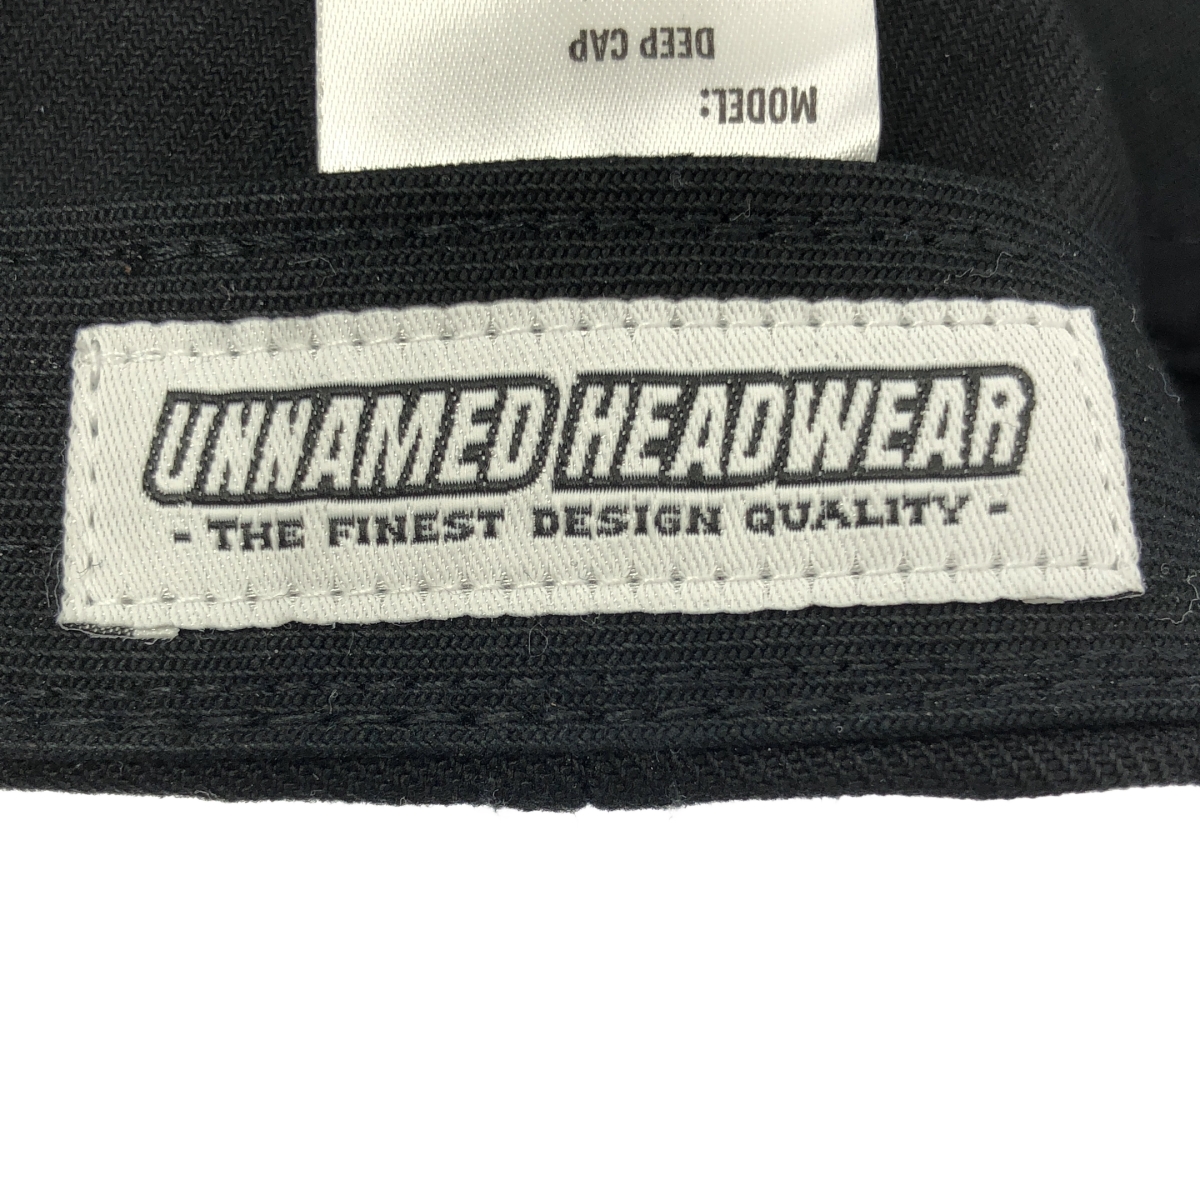 MODEL:
DEEP CAP
UNNAMED HEADWEAR
- THE FINEST DESIGN QUALITY -